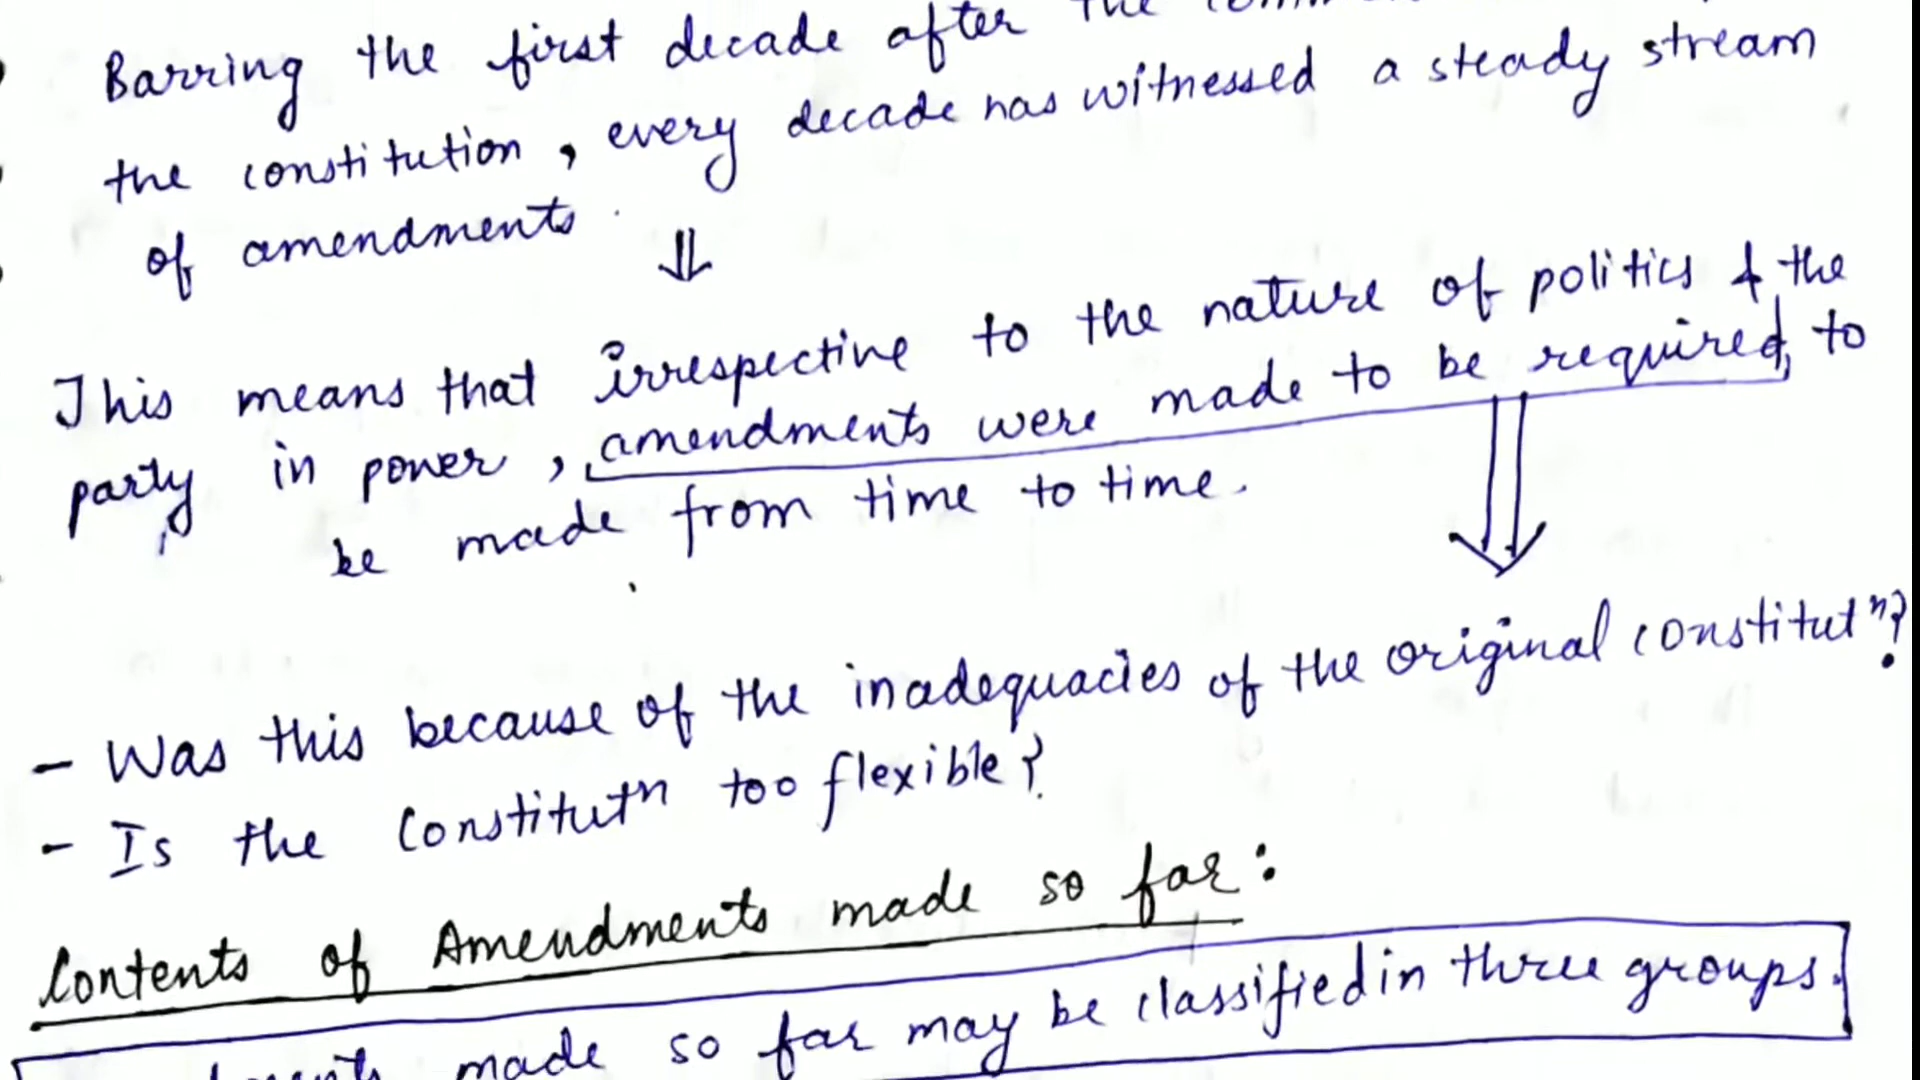 Barring the first decade after the
the constitution, every decade has witnessed a steady stream
of amendments.
⇓
This means that irrespective to the nature of politics & the
party in power, amendments were made to be required, to
be made from time to time.
⇓
- Was this because of the inadequacies of the original constitutⁿ?
- Is the Constitutⁿ too flexible?
Contents of Amendments made so far:
made so far may be classified in three groups.